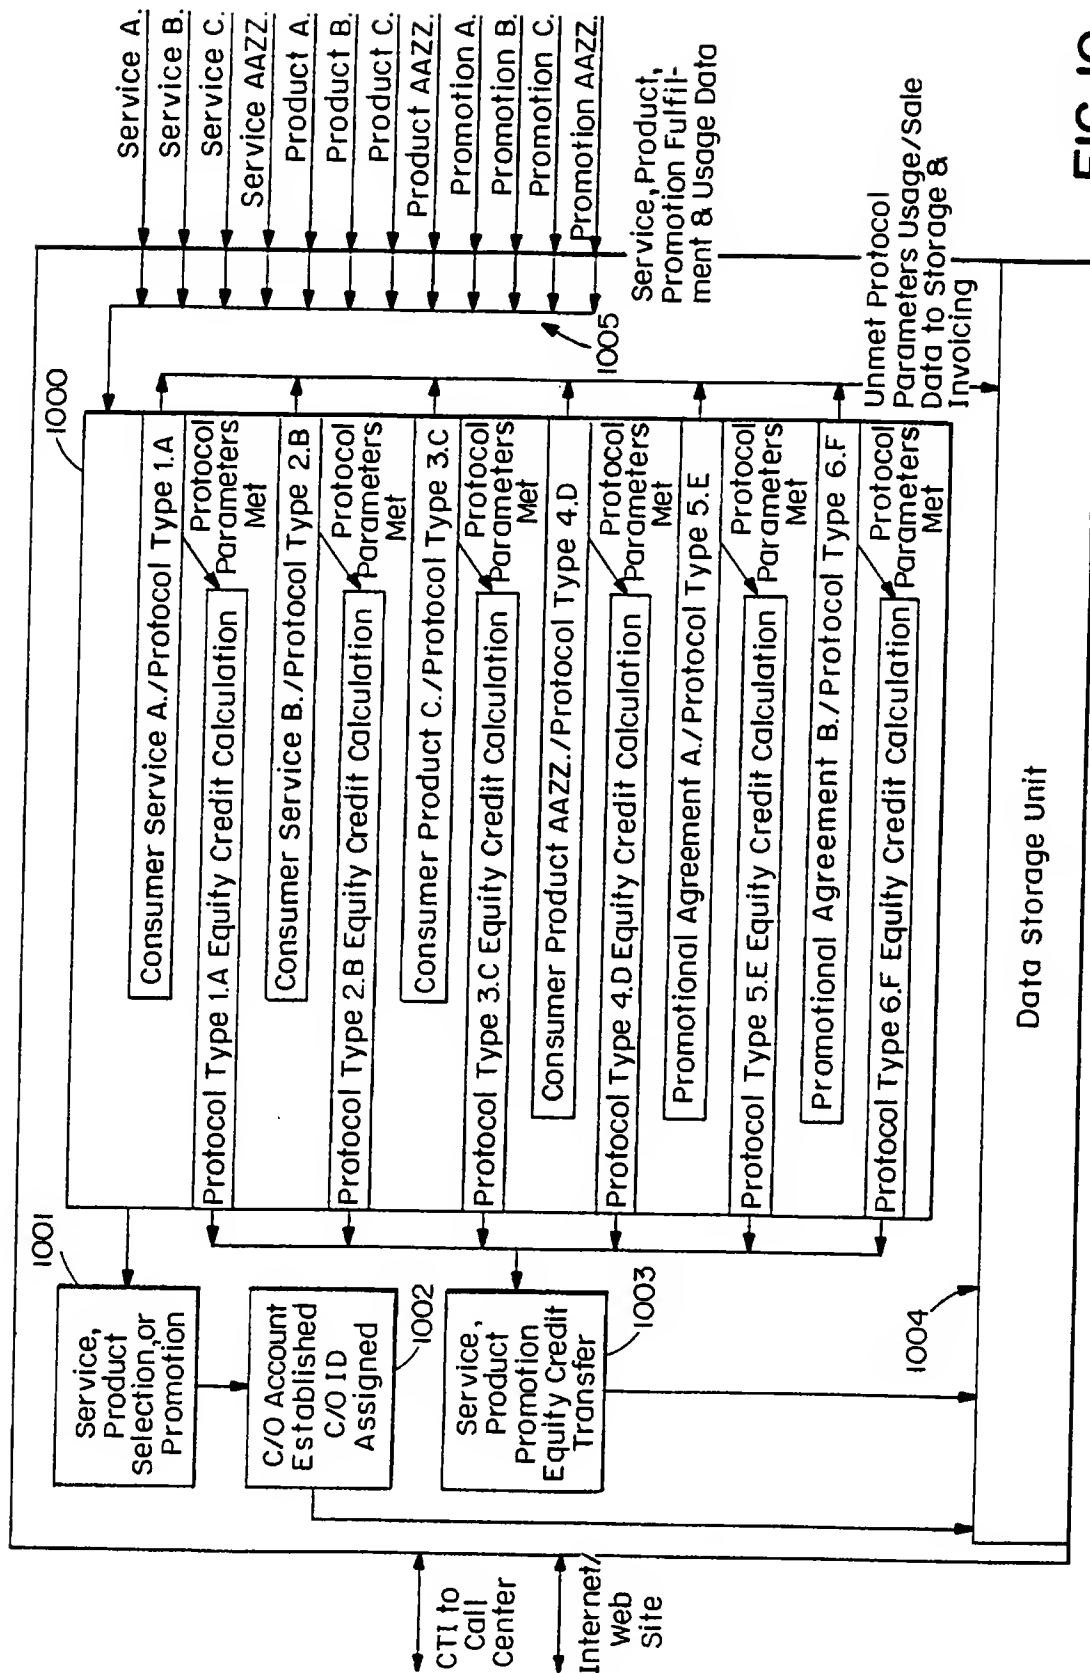 Service A.
Service B.
Service C.
Service AAZZ.
Product A.
Product B.
Product C.
Product AAZZ.
Promotion A.
Promotion B.
Promotion C.
Promotion AAZZ.
Service, Product,
Promotion Fulfil-
ment & Usage Data
1005
Unmet Protocol
Parameters Usage/Sale
Data to Storage &
Invoicing
1000
Consumer Service A./Protocol Type 1.A
Protocol
Parameters
Met
Protocol Type 1.A Equity Credit Calculation
Consumer Service B./Protocol Type 2.B
Protocol
Parameters
Met
Protocol Type 2.B Equity Credit Calculation
Consumer Product C./Protocol Type 3.C
Protocol
Parameters
Met
Protocol Type 3.C Equity Credit Calculation
Consumer Product AAZZ./Protocol Type 4.D
Protocol
Parameters
Met
Protocol Type 4.D Equity Credit Calculation
Promotional Agreement A./Protocol Type 5.E
Protocol
Parameters
Met
Protocol Type 5.E Equity Credit Calculation
Promotional Agreement B./Protocol Type 6.F
Protocol
Parameters
Met
Protocol Type 6.F Equity Credit Calculation
1001
Service,
Product
Selection,or
Promotion
C/O Account
Established
C/O ID
Assigned
1002
Service,
Product
Promotion
Equity Credit
Transfer
1003
1004
Data Storage Unit
CTI to
Call
Center
Internet/
Web
Site